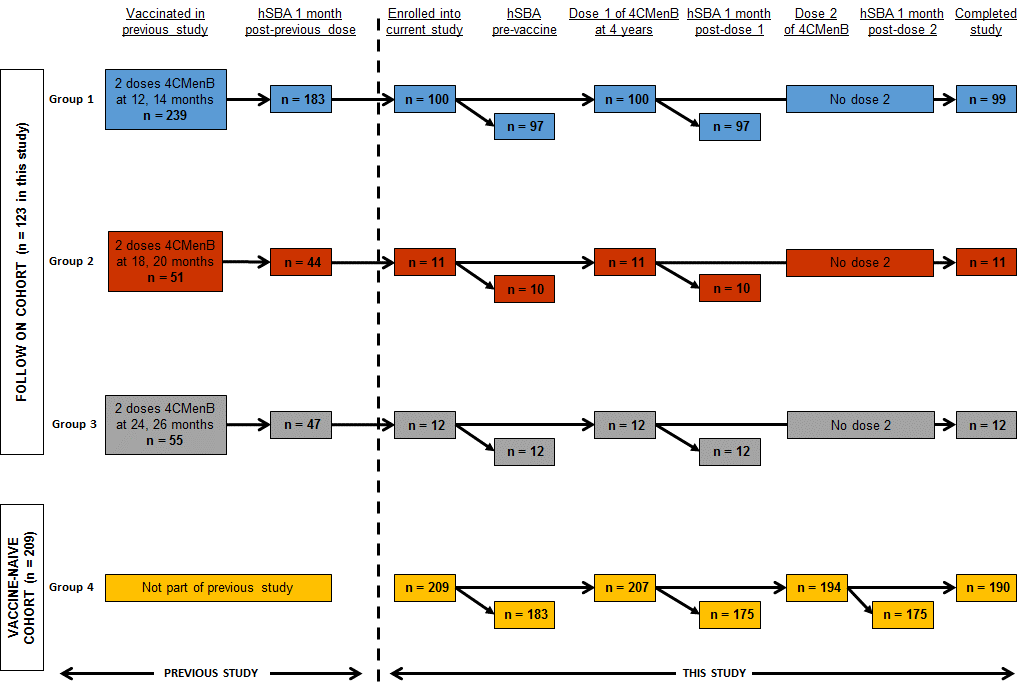 Vaccinated in
previous study
hSBA 1 month
post-previous dose
Enrolled into
current study
hSBA
pre-vaccine
Dose 1 of 4CMenB
at 4 years
hSBA 1 month
post-dose 1
Dose 2
of 4CMenB
hSBA 1 month
post-dose 2
Completed
study
FOLLOW ON COHORT (n = 123 in this study)
Group 1
2 doses 4CMenB
at 12, 14 months
n = 239
n = 183
n = 100
n = 97
n = 100
n = 97
No dose 2
n = 99
Group 2
2 doses 4CMenB
at 18, 20 months
n = 51
n = 44
n = 11
n = 10
n = 11
n = 10
No dose 2
n = 11
Group 3
2 doses 4CMenB
at 24, 26 months
n = 55
n = 47
n = 12
n = 12
n = 12
n = 12
No dose 2
n = 12
VACCINE-NAIVE
COHORT (n = 209)
Group 4
Not part of previous study
n = 209
n = 183
n = 207
n = 175
n = 194
n = 175
n = 190
PREVIOUS STUDY
THIS STUDY